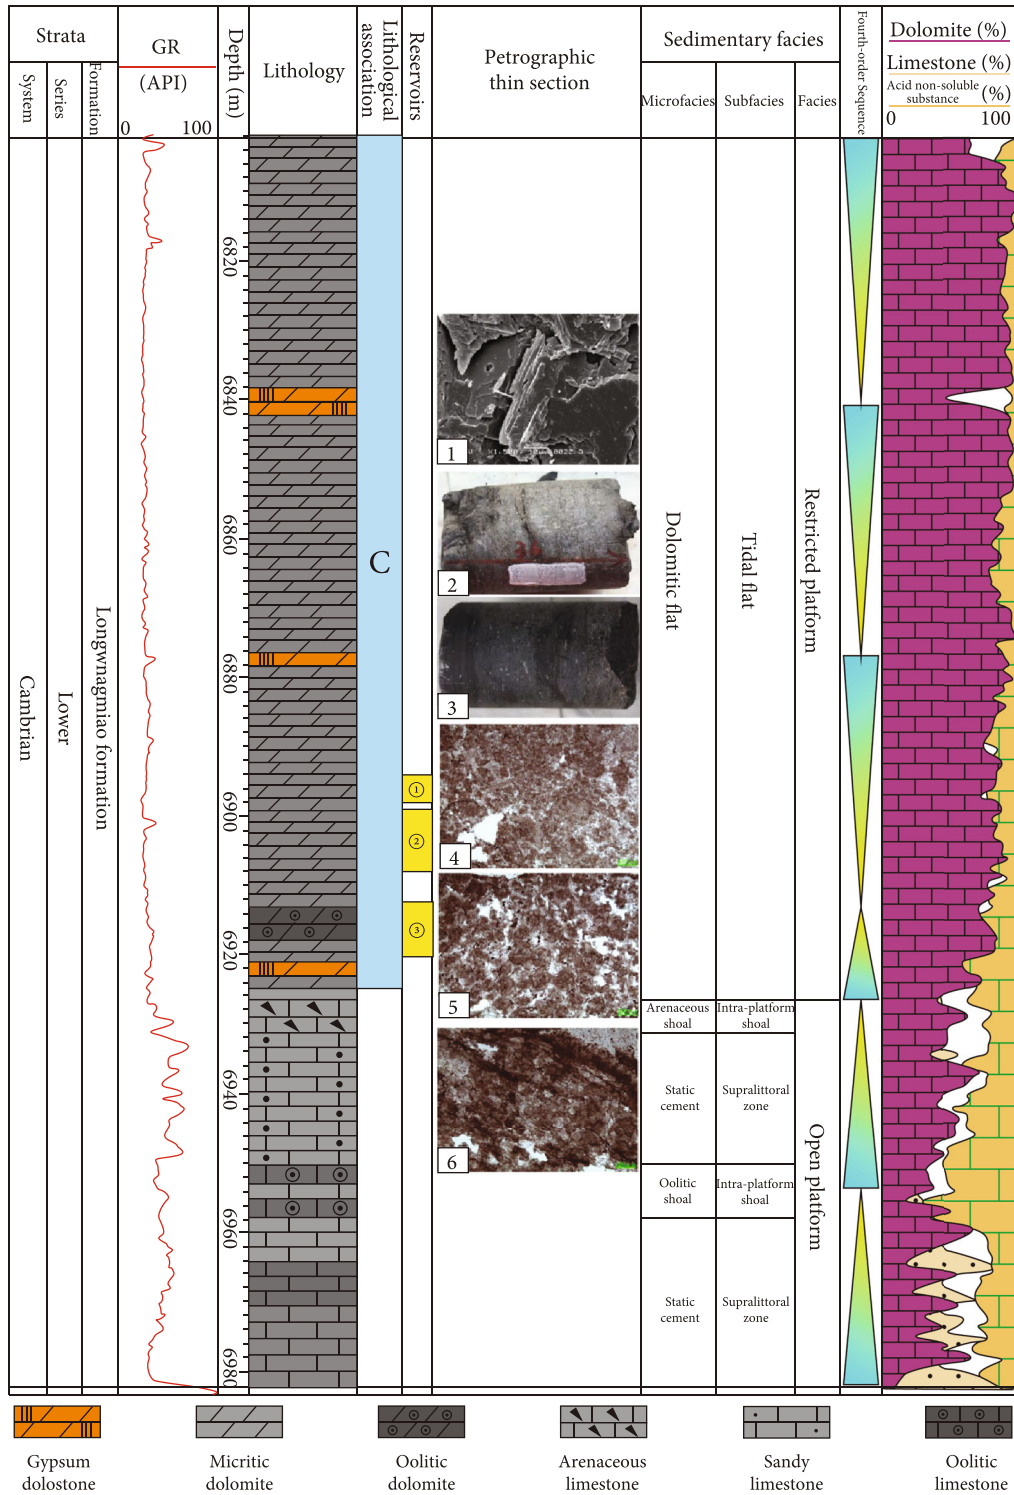 Strata
System
Series
Formation
GR
(API)
0 100
Depth (m)
Lithology
Lithological
association
Reservoirs
Petrographic
thin section
Sedimentary facies
Microfacies
Subfacies
Facies
Fourth-order Sequence
Dolomite (%)
Limestone (%)
Acid non-soluble
substance (%)
0 100
Cambrian
Lower
Longwnagmiao formation
6820
6840
6860
6880
6900
6920
6940
6960
6980
C
①
②
③
1
2
3
4
5
6
Dolomitic flat
Tidal flat
Restricted platform
Arenaceous
shoal
Intra-platform
shoal
Static
cement
Supralittoral
zone
Oolitic
shoal
Intra-platform
shoal
Static
cement
Supralittoral
zone
Open platform
Gypsum
dolostone
Micritic
dolomite
Oolitic
dolomite
Arenaceous
limestone
Sandy
limestone
Oolitic
limestone